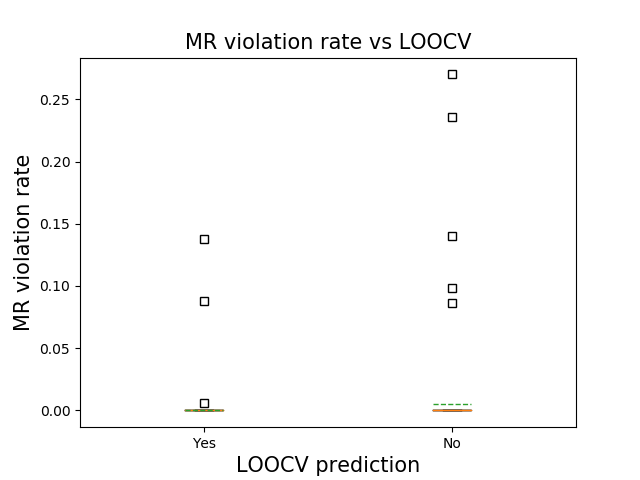 MR violation rate vs LOOCV
0.25
0.20
0.15
0.10
0.05
0.00
MR violation rate
Yes
No
LOOCV prediction